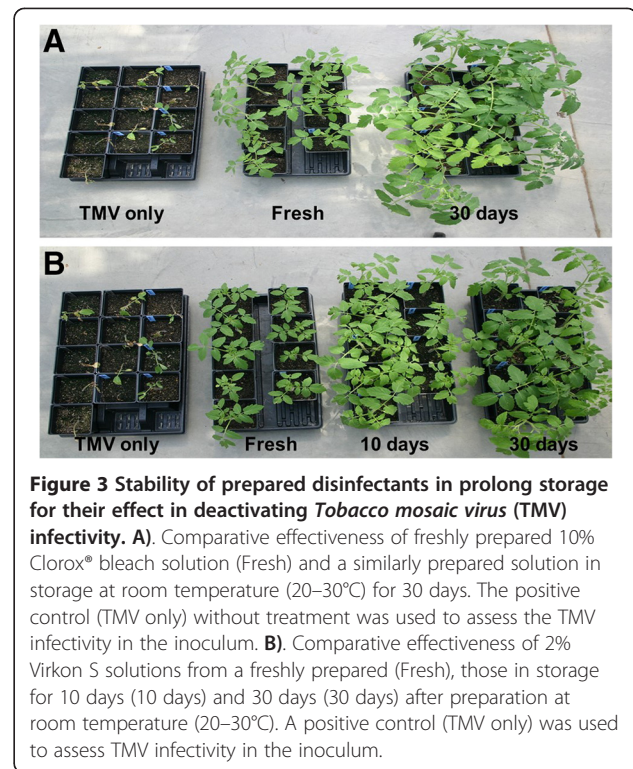 A
TMV only
Fresh
30 days
B
TMV only
Fresh
10 days
30 days
Figure 3 Stability of prepared disinfectants in prolong storage
for their effect in deactivating Tobacco mosaic virus (TMV)
infectivity. A). Comparative effectiveness of freshly prepared 10%
Clorox® bleach solution (Fresh) and a similarly prepared solution in
storage at room temperature (20–30°C) for 30 days. The positive
control (TMV only) without treatment was used to assess the TMV
infectivity in the inoculum. B). Comparative effectiveness of 2%
Virkon S solutions from a freshly prepared (Fresh), those in storage
for 10 days (10 days) and 30 days (30 days) after preparation at
room temperature (20–30°C). A positive control (TMV only) was used
to assess TMV infectivity in the inoculum.